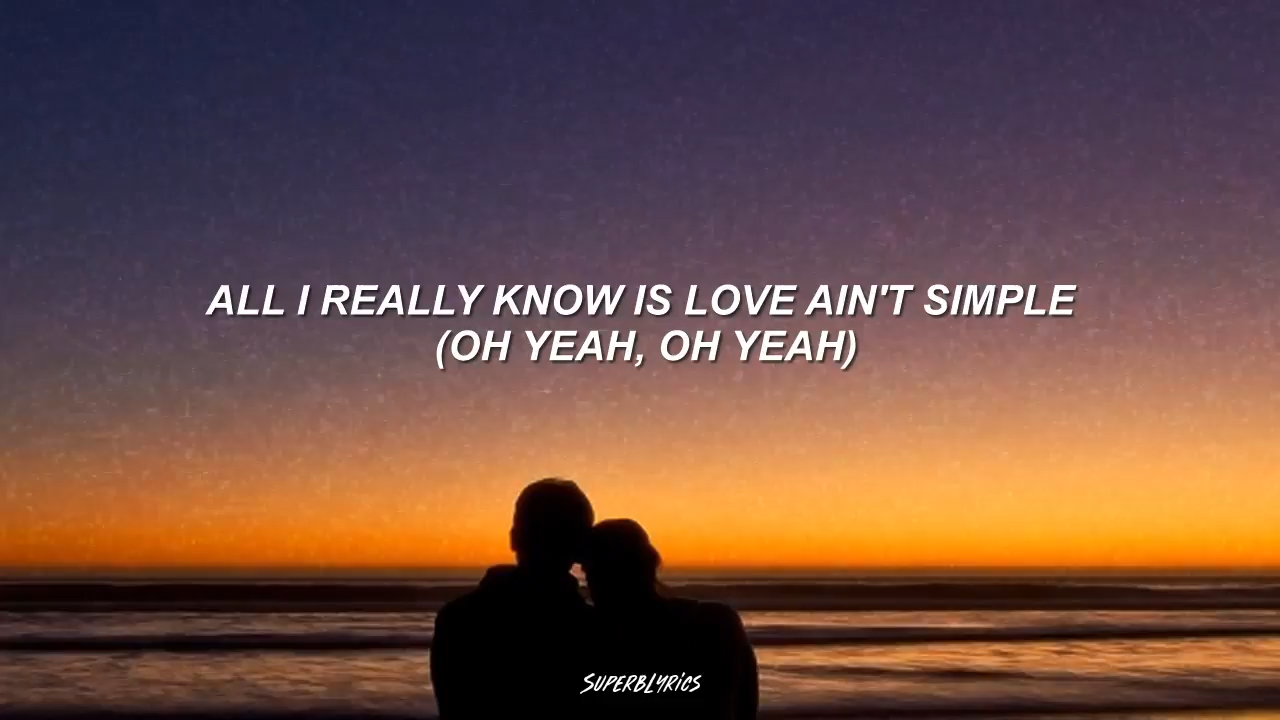 ALL I REALLY KNOW IS LOVE AIN'T SIMPLE
(OH YEAH, OH YEAH)
SUPERBLYRICS